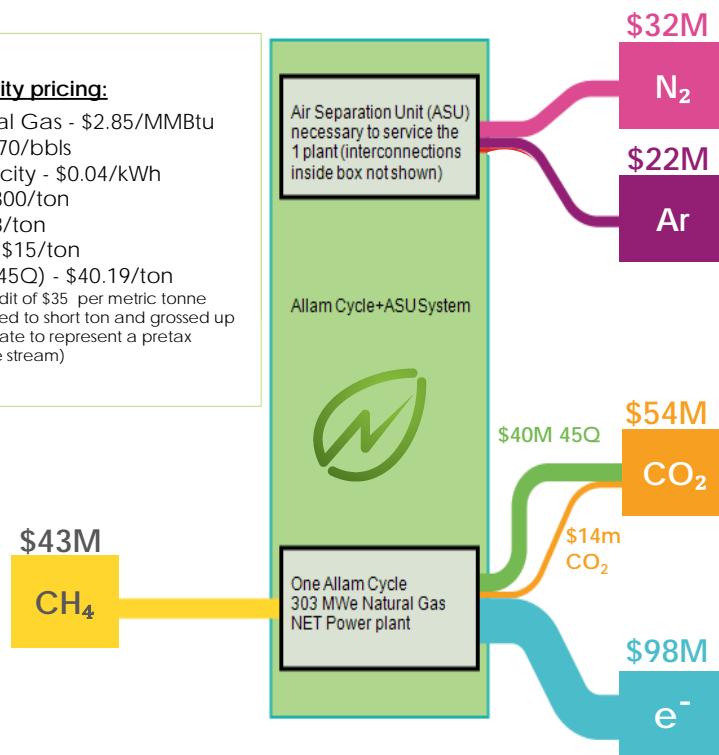 ity pricing:
al Gas - $2.85/MMBtu
70/bbls
city - $0.04/kWh
300/ton
/ton
$15/ton
45Q) - $40.19/ton
dit of $35 per metric tonne
ed to short ton and grossed up
ate to represent a pretax
e stream)
Air Separation Unit (ASU)
necessary to service the
1 plant (interconnections
inside box not shown)
$32M
N₂
$22M
Ar
Allam Cycle+ASU System
$40M 45Q
$54M
CO₂
$14m
CO₂
$43M
CH₄
One Allam Cycle
303 MWe Natural Gas
NET Power plant
$98M
e⁻